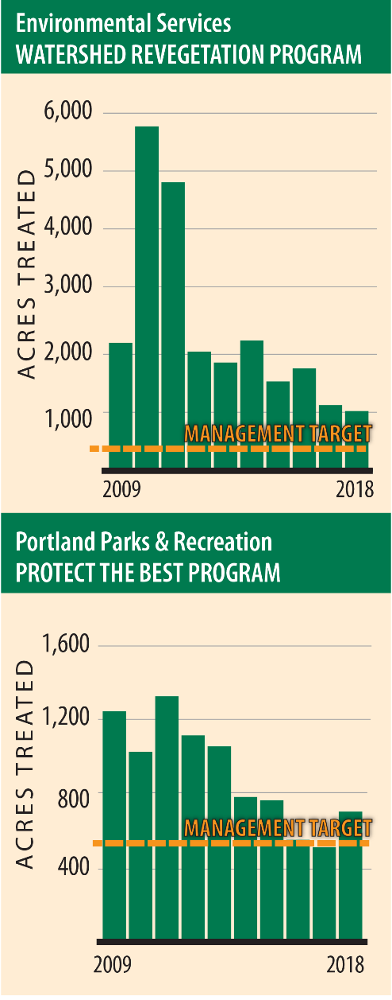 Environmental Services
WATERSHED REVEGETATION PROGRAM
6,000
5,000
4,000
3,000
2,000
1,000
ACRES TREATED
MANAGEMENT TARGET
2009
2018
Portland Parks & Recreation
PROTECT THE BEST PROGRAM
1,600
1,200
800
400
ACRES TREATED
MANAGEMENT TARGET
2009
2018